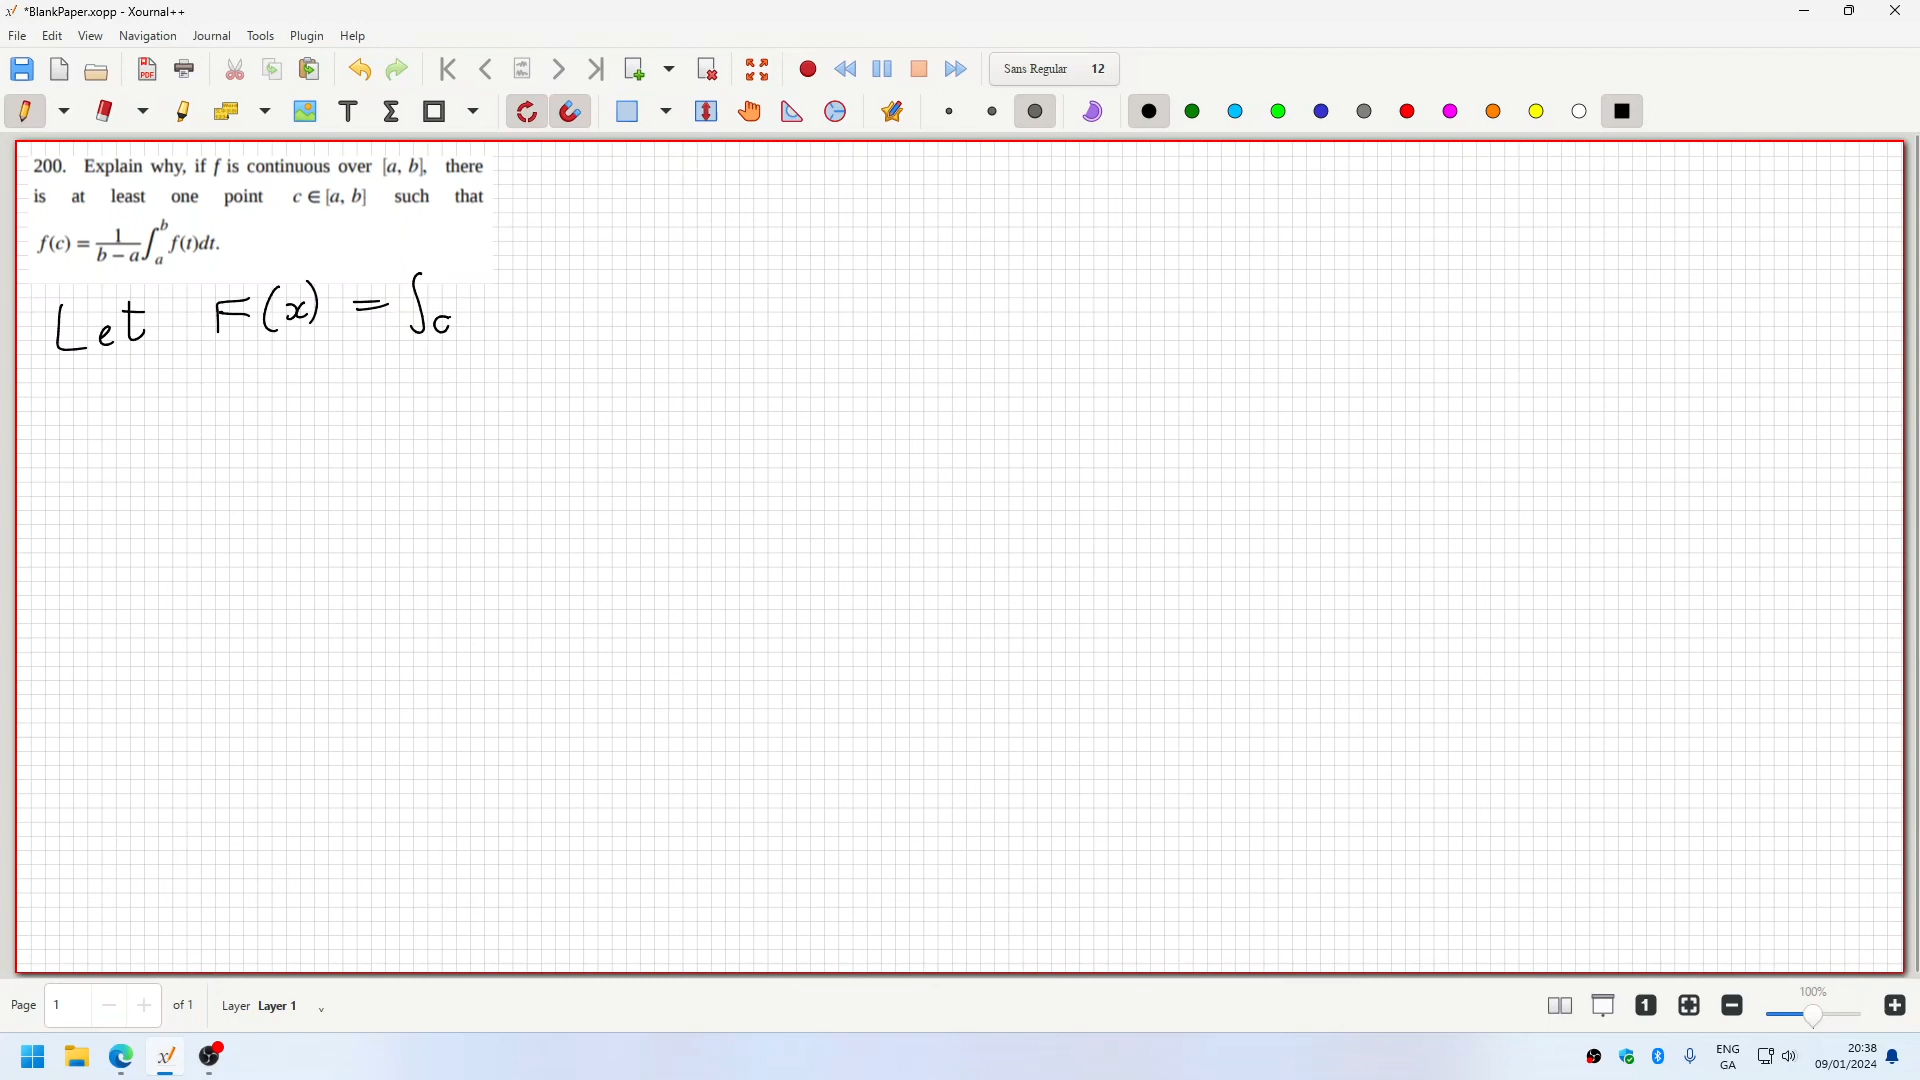 *BlankPaper.xopp - Xournal++
File Edit View Navigation Journal Tools Plugin Help
Sans Regular 12
200. Explain why, if f is continuous over [a, b], there
is at least one point c ∈ [a, b] such that
f(c) = 1/(b − a) ∫_a^b f(t)dt.
Let F(x) = ∫c
Page 1 of 1 Layer Layer 1 100%
ENG
GA
20:38
09/01/2024